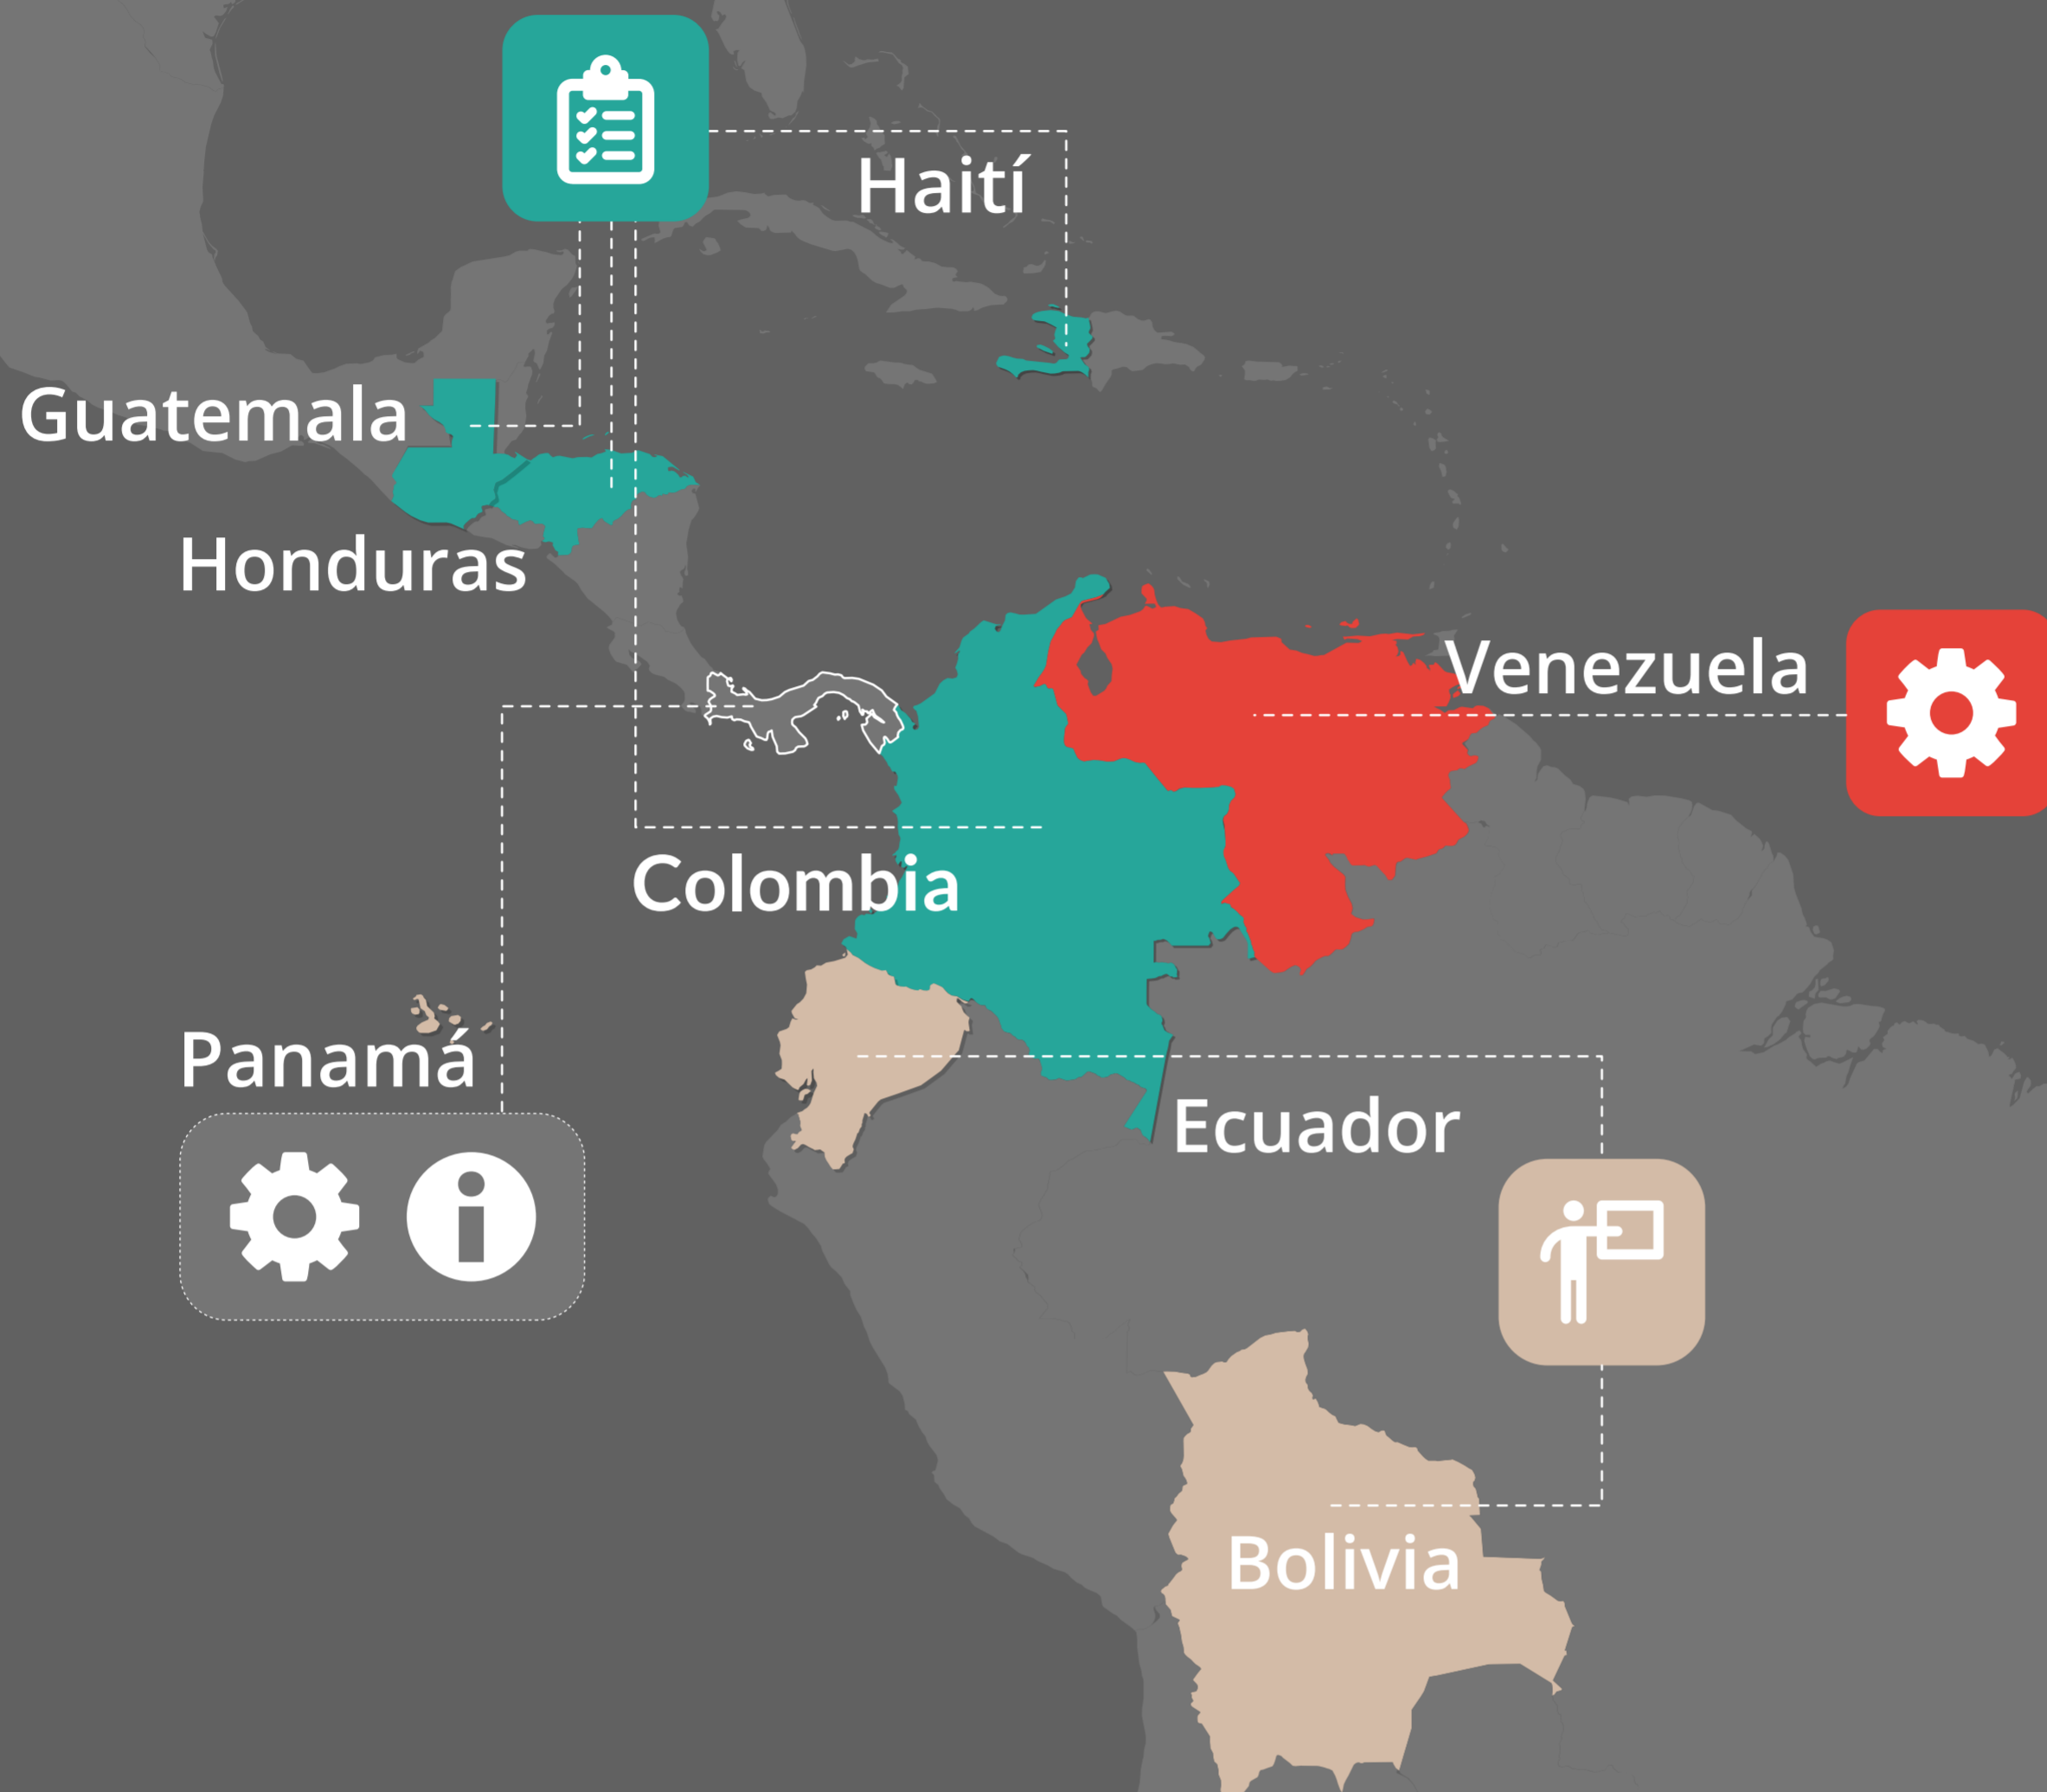 Haití
Guatemala
Honduras
Venezuela
Colombia
Panamá
Ecuador
Bolivia